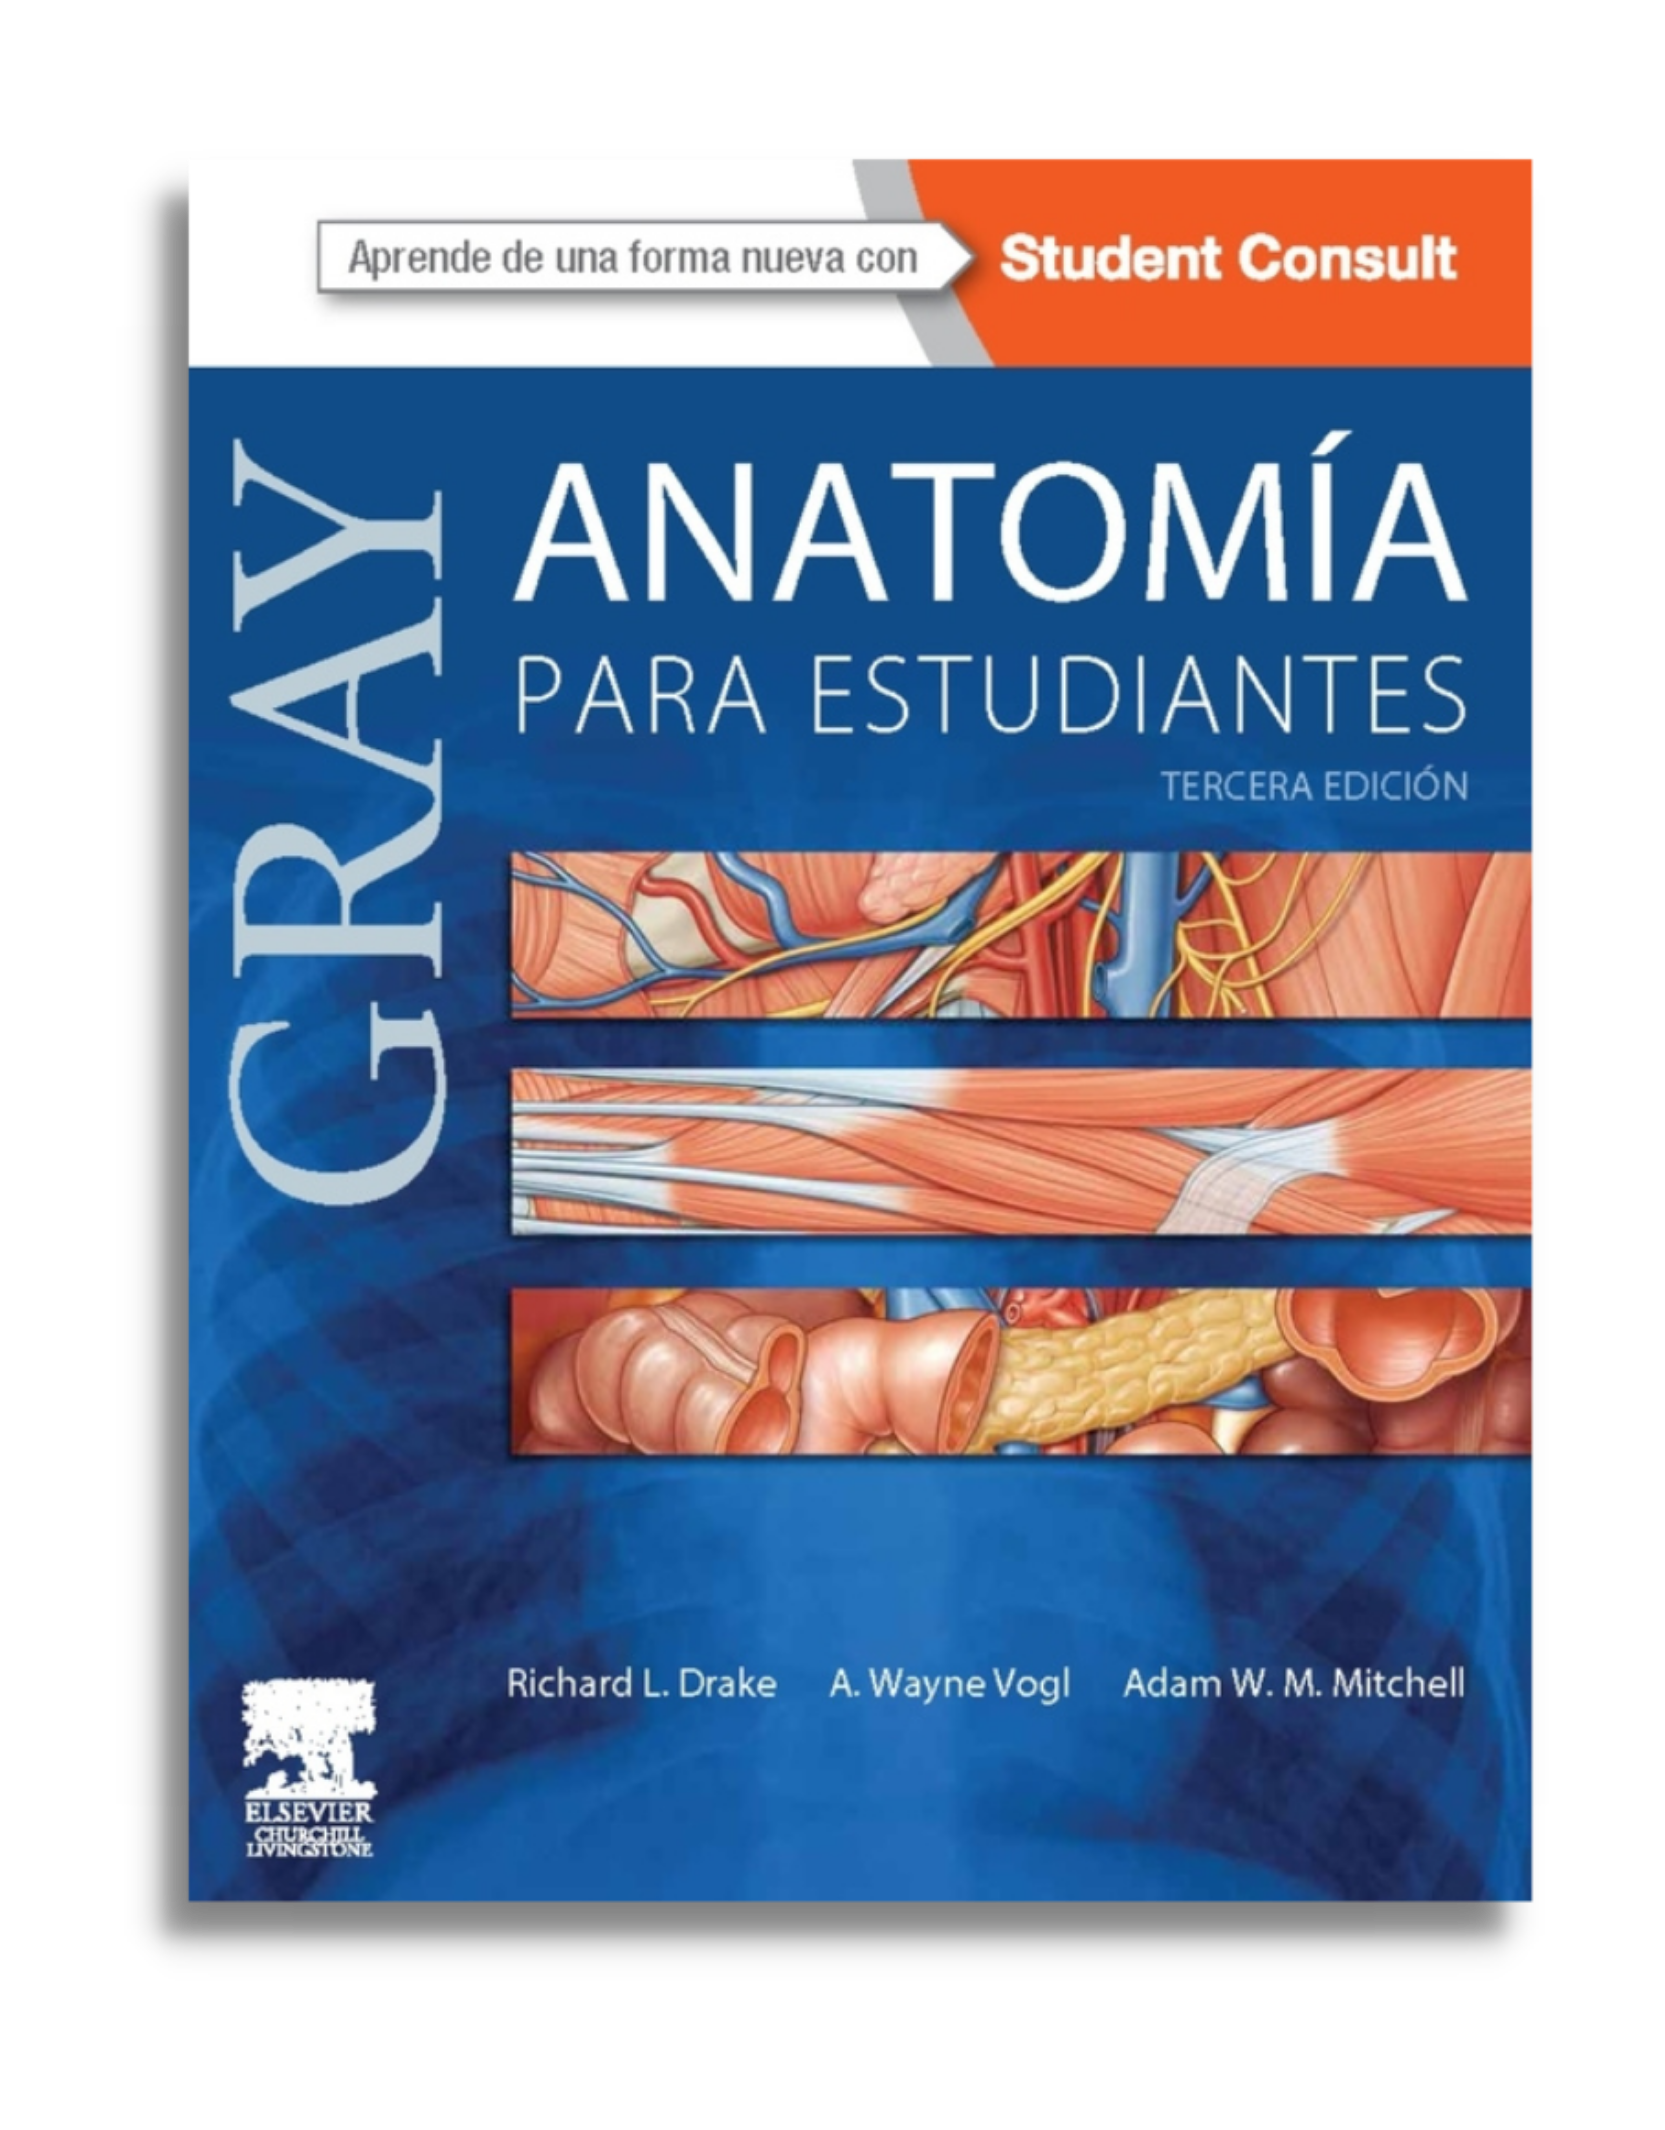 Aprende de una forma nueva con
Student Consult
GRAY
ANATOMÍA
PARA ESTUDIANTES
TERCERA EDICIÓN
Richard L. Drake
A. Wayne Vogl
Adam W. M. Mitchell
ELSEVIER
CHURCHILL
LIVINGSTONE